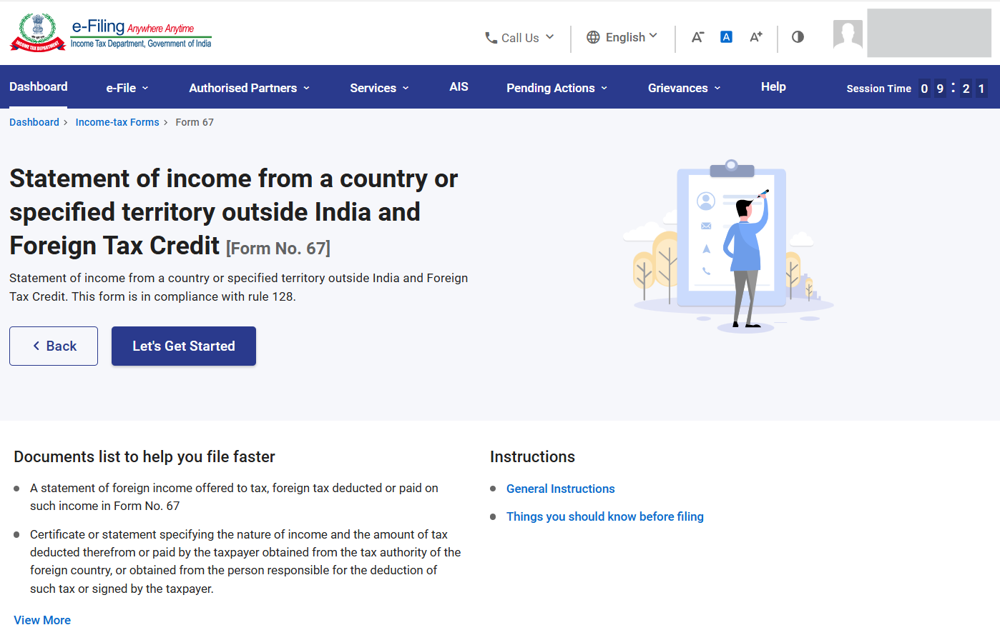 e-Filing Anywhere Anytime
Income Tax Department, Government of India
INCOME TAX DEPARTMENT
Call Us
English
A- A A+
Dashboard e-File Authorised Partners Services AIS Pending Actions Grievances Help Session Time 09:21
Dashboard > Income-tax Forms > Form 67
Statement of income from a country or
specified territory outside India and
Foreign Tax Credit [Form No. 67]
Statement of income from a country or specified territory outside India and Foreign
Tax Credit. This form is in compliance with rule 128.
< Back
Let's Get Started
Documents list to help you file faster
A statement of foreign income offered to tax, foreign tax deducted or paid on
such income in Form No. 67
Certificate or statement specifying the nature of income and the amount of tax
deducted therefrom or paid by the taxpayer obtained from the tax authority of the
foreign country, or obtained from the person responsible for the deduction of
such tax or signed by the taxpayer.
View More
Instructions
General Instructions
Things you should know before filing